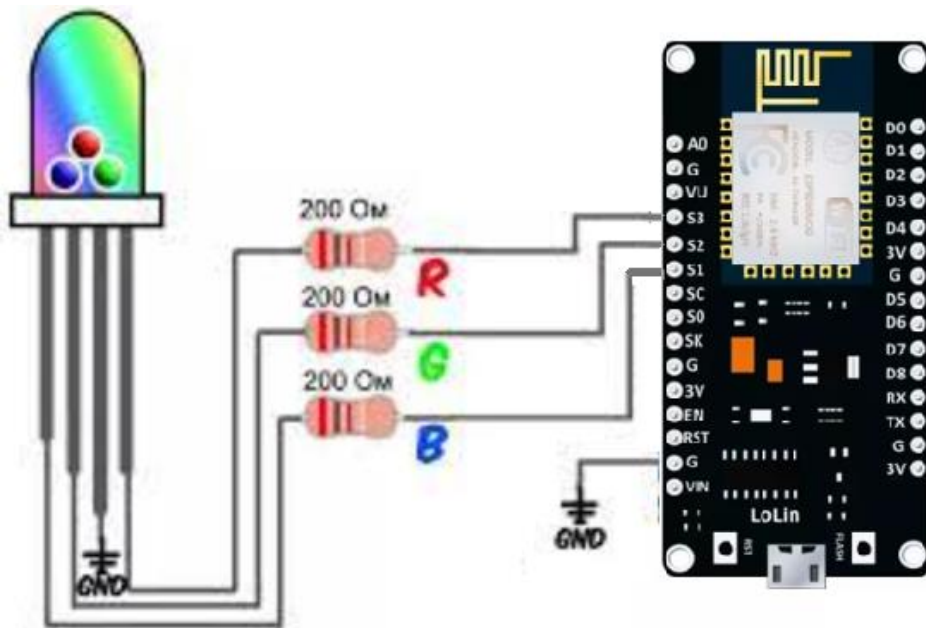 200 Ом
R
200 Ом
G
200 Ом
B
GND
GND
A0
G
VU
S3
S2
S1
SC
S0
SK
G
3V
EN
RST
G
VIN
D0
D1
D2
D3
D4
3V
G
D5
D6
D7
D8
RX
TX
G
3V
LoLin
RST
FLASH